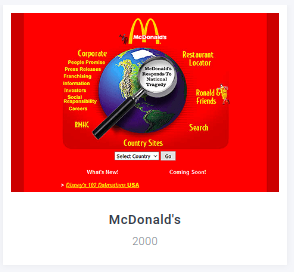 McDonald's
Corporate
People Promise
Press Releases
Franchising
Information
Investors
Social
Responsibility
Careers
RMHC
McDonald's
Responds To
National
Tragedy
Restaurant
Locator
Ronald &
Friends
Search
Country Sites
Select Country
Go
What's New!
Coming Soon!
> Disney's 102 Dalmatians USA
McDonald's
2000